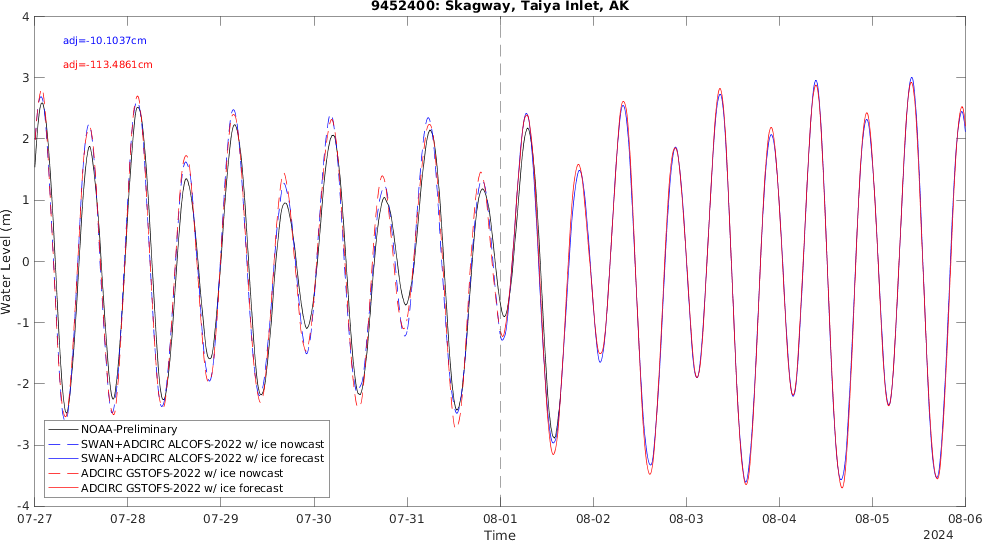 9452400: Skagway, Taiya Inlet, AK
adj=-10.1037cm
adj=-113.4861cm
Water Level (m)
4
3
2
1
0
-1
-2
-3
-4
NOAA-Preliminary
SWAN+ADCIRC ALCOFS-2022 w/ ice nowcast
SWAN+ADCIRC ALCOFS-2022 w/ ice forecast
ADCIRC GSTOFS-2022 w/ ice nowcast
ADCIRC GSTOFS-2022 w/ ice forecast
07-27 07-28 07-29 07-30 07-31 08-01 08-02 08-03 08-04 08-05 08-06
Time
2024